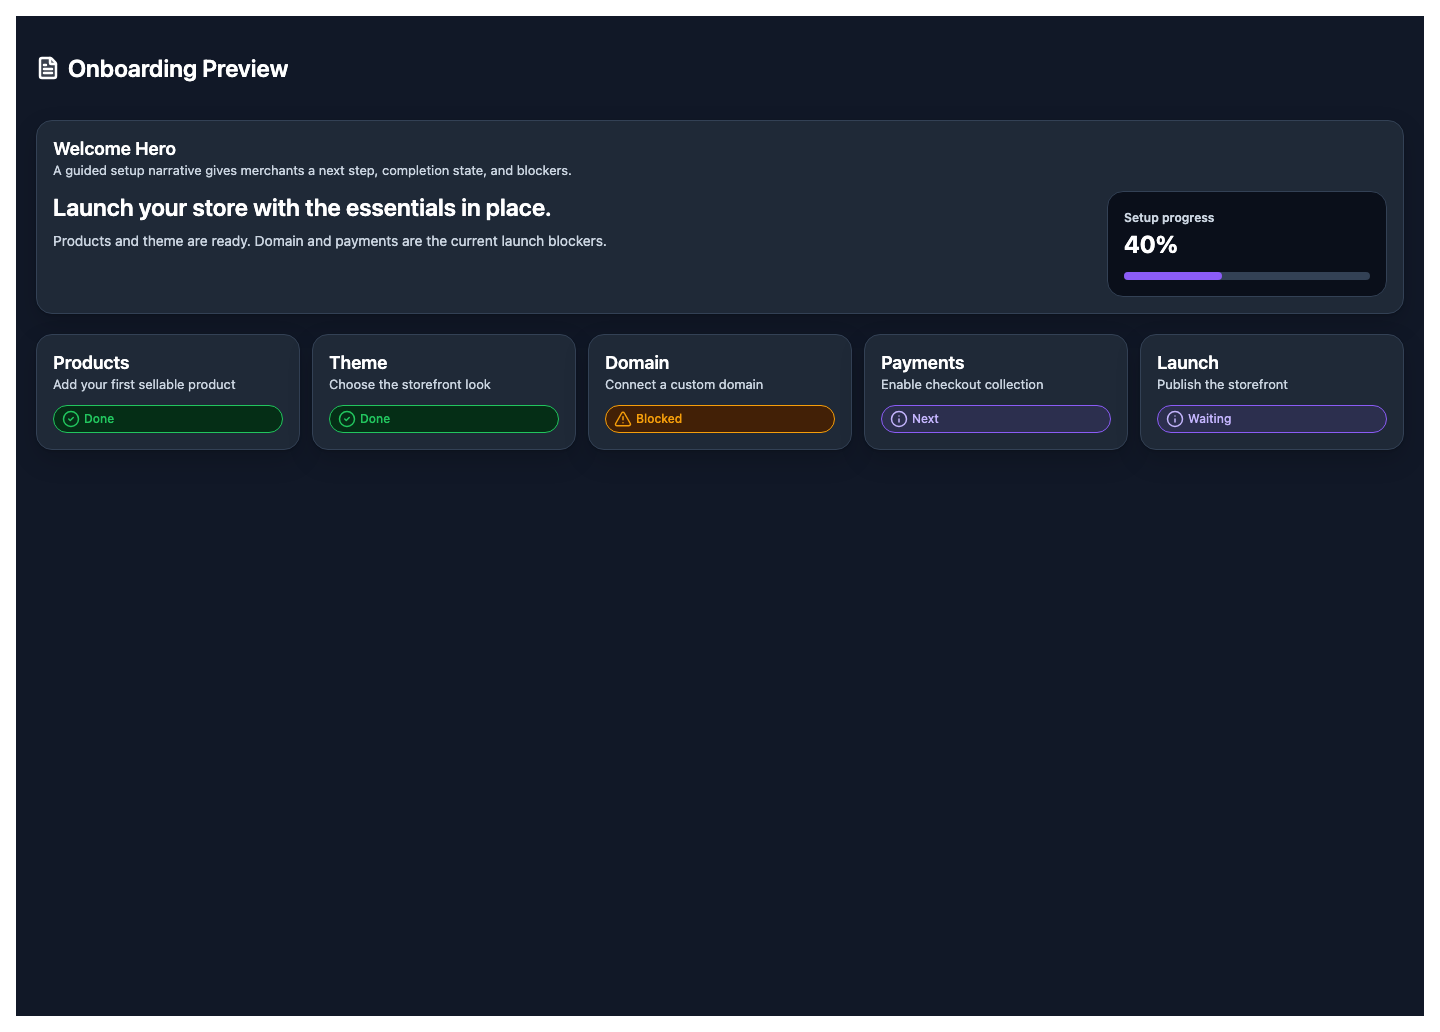 Onboarding Preview
Welcome Hero
A guided setup narrative gives merchants a next step, completion state, and blockers.
Launch your store with the essentials in place.
Products and theme are ready. Domain and payments are the current launch blockers.
Setup progress
40%
Products
Add your first sellable product
Done
Theme
Choose the storefront look
Done
Domain
Connect a custom domain
Blocked
Payments
Enable checkout collection
Next
Launch
Publish the storefront
Waiting